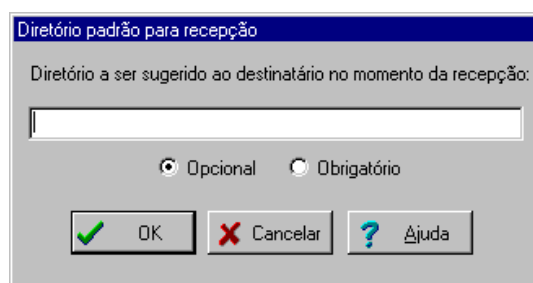 Diretório padrão para recepção
Diretório a ser sugerido ao destinatário no momento da recepção:
Opcional Obrigatório
OK Cancelar Ajuda